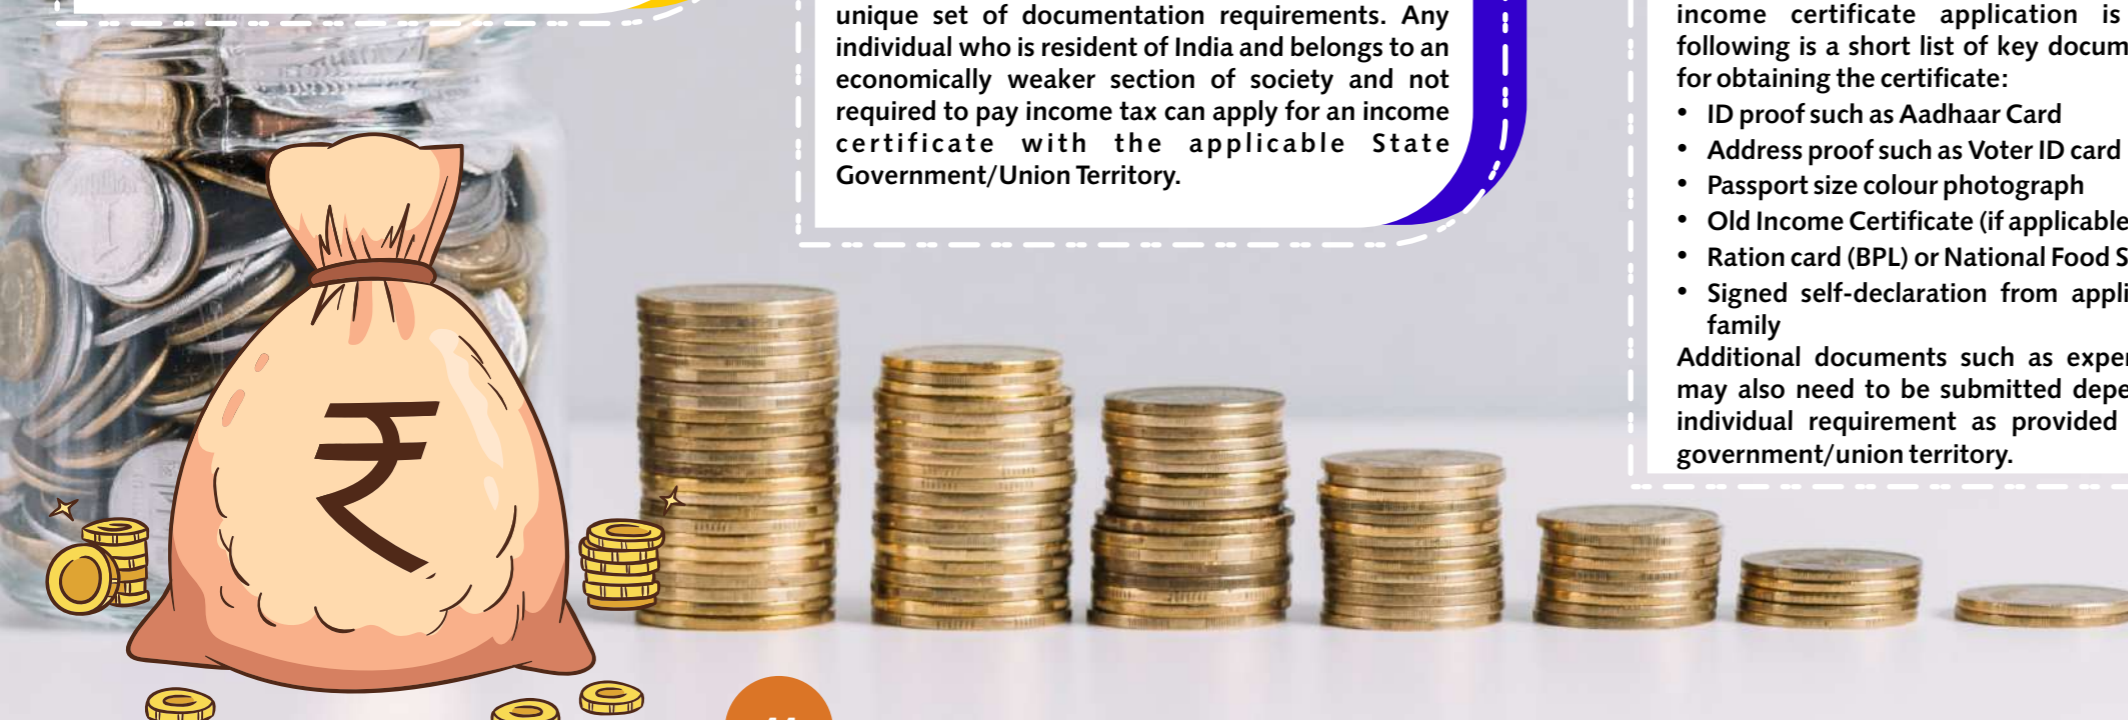 unique set of documentation requirements. Any
individual who is resident of India and belongs to an
economically weaker section of society and not
required to pay income tax can apply for an income
certificate with the applicable State
Government/Union Territory.
income certificate application is
following is a short list of key docum
for obtaining the certificate:
• ID proof such as Aadhaar Card
• Address proof such as Voter ID card
• Passport size colour photograph
• Old Income Certificate (if applicable
• Ration card (BPL) or National Food S
• Signed self-declaration from appli
family
Additional documents such as exper
may also need to be submitted depe
individual requirement as provided
government/union territory.
₹